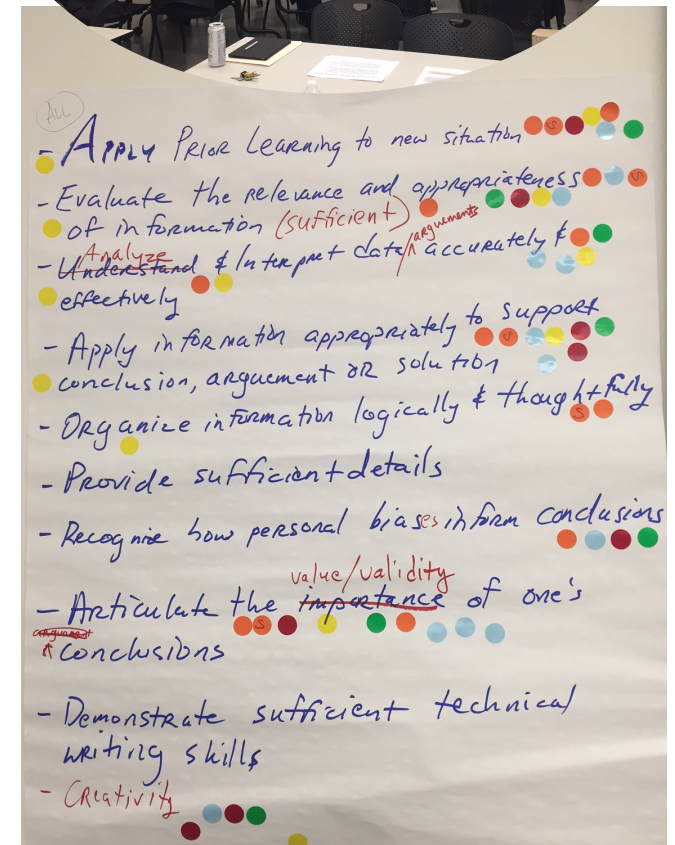 ALL
- Apply Prior Learning to new situation
- Evaluate the relevance and appropriateness
of information (sufficient)
Analyze arguements
- Understand & Interpret data/ accurately &
effectively
- Apply information appropriately to support
conclusion, arguement or solution
- Organize information logically & thoughtfully
- Provide sufficient details
- Recognize how personal biases inform conclusions
value/validity
- Articulate the importance of one's
conclusions
- Demonstrate sufficient technical
writing skills
- Creativity